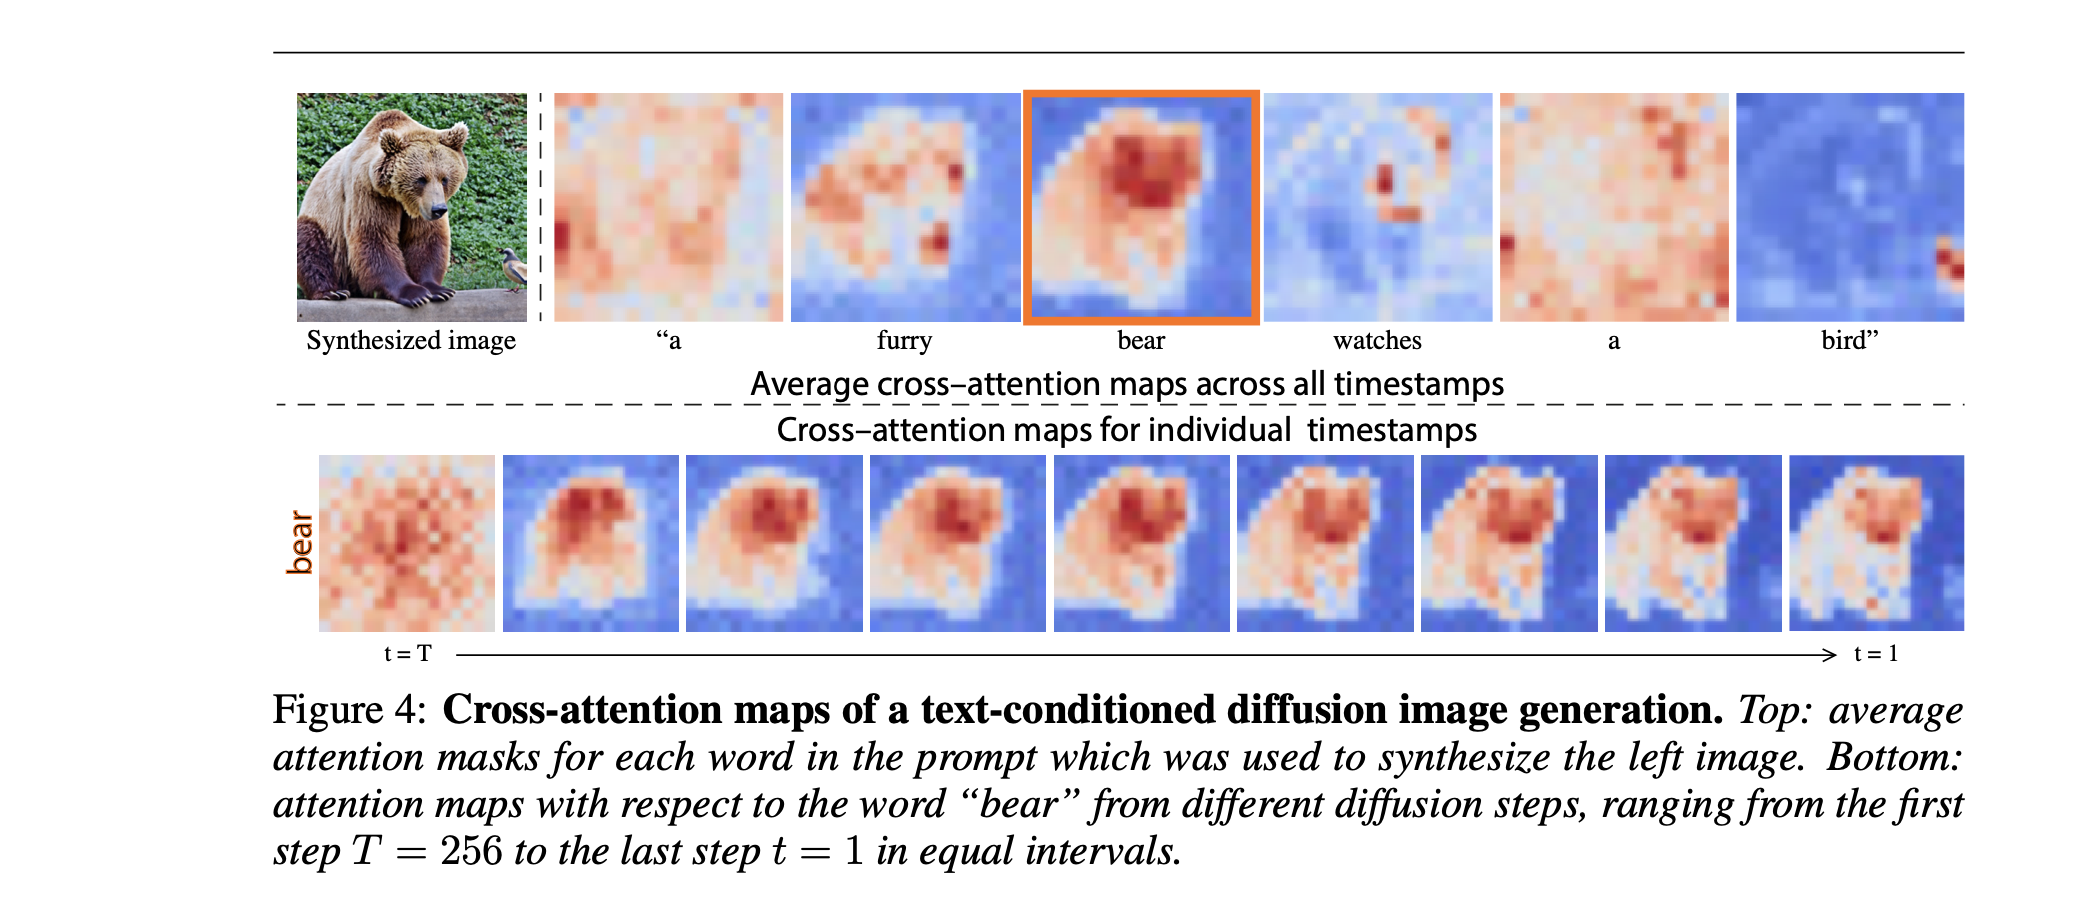 Synthesized image
“a
furry
bear
watches
a
bird”
Average cross–attention maps across all timestamps
Cross–attention maps for individual timestamps
bear
t = T
t = 1
Figure 4: Cross-attention maps of a text-conditioned diffusion image generation. Top: average
attention masks for each word in the prompt which was used to synthesize the left image. Bottom:
attention maps with respect to the word “bear” from different diffusion steps, ranging from the first
step T = 256 to the last step t = 1 in equal intervals.